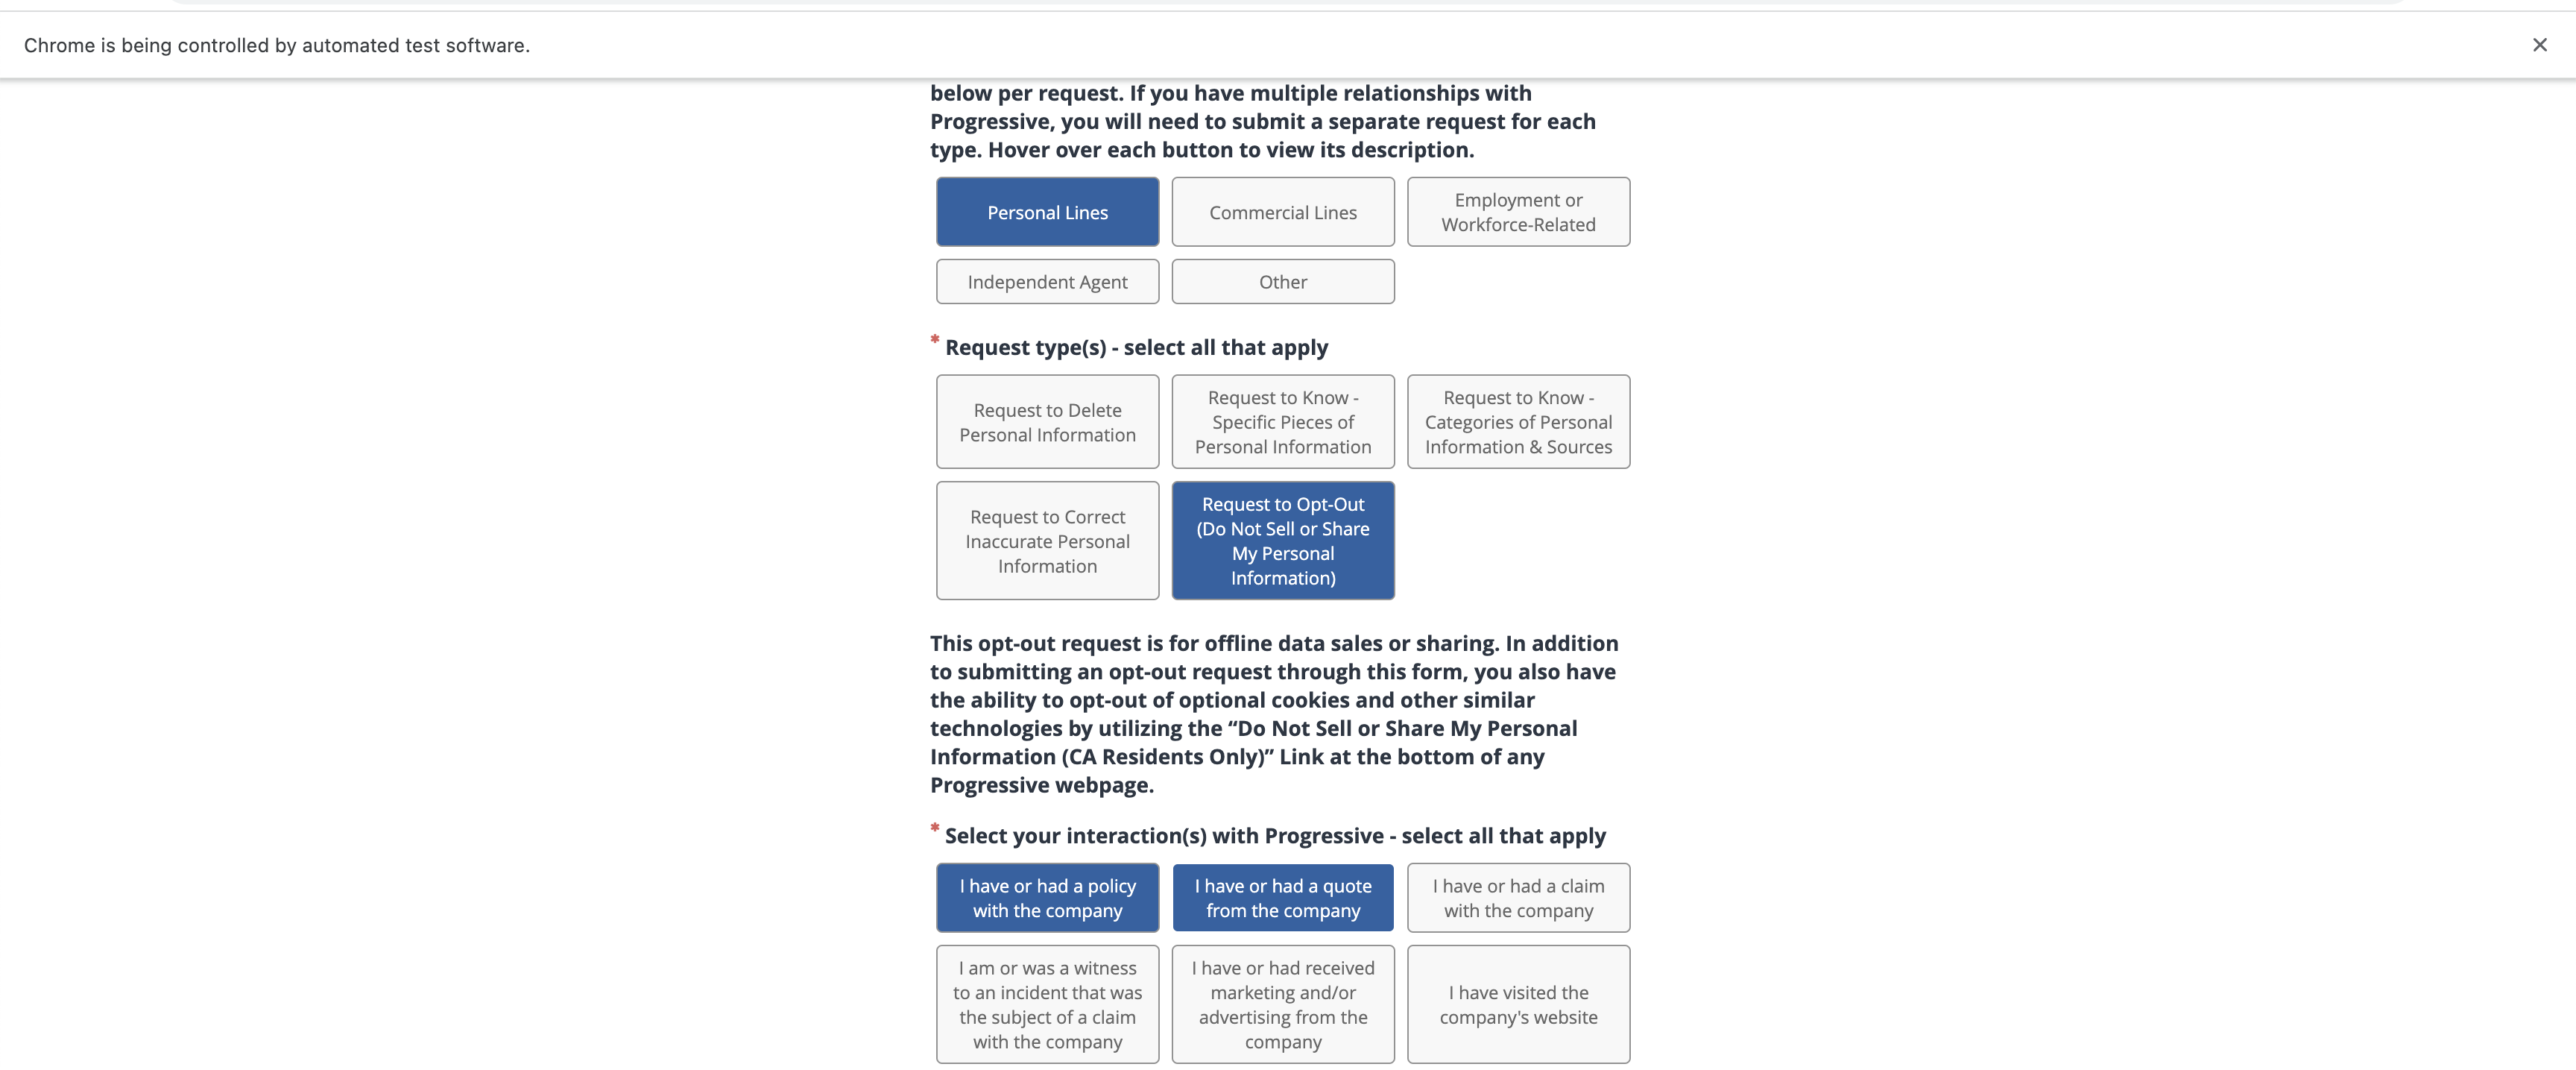 Chrome is being controlled by automated test software.
below per request. If you have multiple relationships with
Progressive, you will need to submit a separate request for each
type. Hover over each button to view its description.
Personal Lines
Commercial Lines
Employment or
Workforce-Related
Independent Agent
Other
* Request type(s) - select all that apply
Request to Delete
Personal Information
Request to Know -
Specific Pieces of
Personal Information
Request to Know -
Categories of Personal
Information & Sources
Request to Correct
Inaccurate Personal
Information
Request to Opt-Out
(Do Not Sell or Share
My Personal
Information)
This opt-out request is for offline data sales or sharing. In addition
to submitting an opt-out request through this form, you also have
the ability to opt-out of optional cookies and other similar
technologies by utilizing the “Do Not Sell or Share My Personal
Information (CA Residents Only)” Link at the bottom of any
Progressive webpage.
* Select your interaction(s) with Progressive - select all that apply
I have or had a policy
with the company
I have or had a quote
from the company
I have or had a claim
with the company
I am or was a witness
to an incident that was
the subject of a claim
with the company
I have or had received
marketing and/or
advertising from the
company
I have visited the
company's website